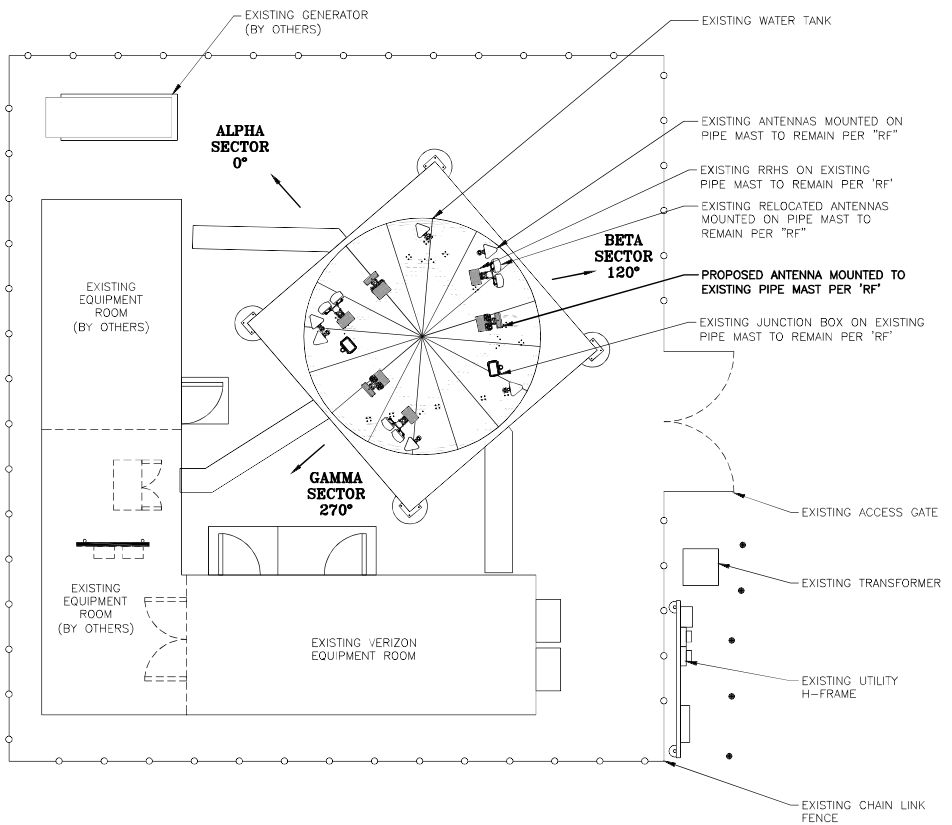 EXISTING GENERATOR
(BY OTHERS)
EXISTING WATER TANK
ALPHA
SECTOR
0°
EXISTING ANTENNAS MOUNTED ON
PIPE MAST TO REMAIN PER "RF"
EXISTING RRHS ON EXISTING
PIPE MAST TO REMAIN PER 'RF'
EXISTING RELOCATED ANTENNAS
MOUNTED ON PIPE MAST TO
REMAIN PER "RF"
BETA
SECTOR
120°
PROPOSED ANTENNA MOUNTED TO
EXISTING PIPE MAST PER 'RF'
EXISTING
EQUIPMENT
ROOM
(BY OTHERS)
EXISTING JUNCTION BOX ON EXISTING
PIPE MAST TO REMAIN PER 'RF'
GAMMA
SECTOR
270°
EXISTING ACCESS GATE
EXISTING TRANSFORMER
EXISTING
EQUIPMENT
ROOM
(BY OTHERS)
EXISTING VERIZON
EQUIPMENT ROOM
EXISTING UTILITY
H-FRAME
EXISTING CHAIN LINK
FENCE